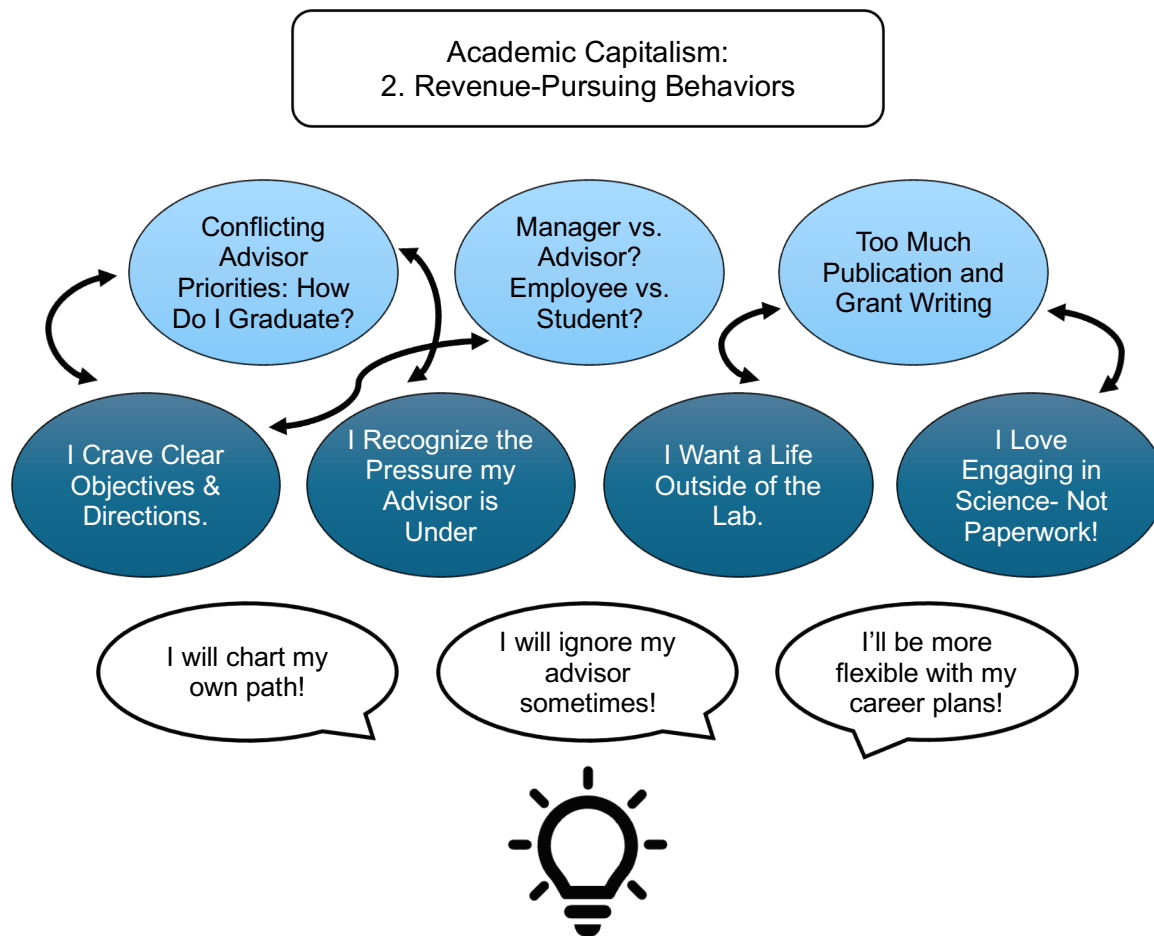 Academic Capitalism:
2. Revenue-Pursuing Behaviors
Conflicting
Advisor
Priorities: How
Do I Graduate?
Manager vs.
Advisor?
Employee vs.
Student?
Too Much
Publication and
Grant Writing
I Crave Clear
Objectives &
Directions.
I Recognize the
Pressure my
Advisor is
Under
I Want a Life
Outside of the
Lab.
I Love
Engaging in
Science- Not
Paperwork!
I will chart my
own path!
I will ignore my
advisor
sometimes!
I’ll be more
flexible with my
career plans!